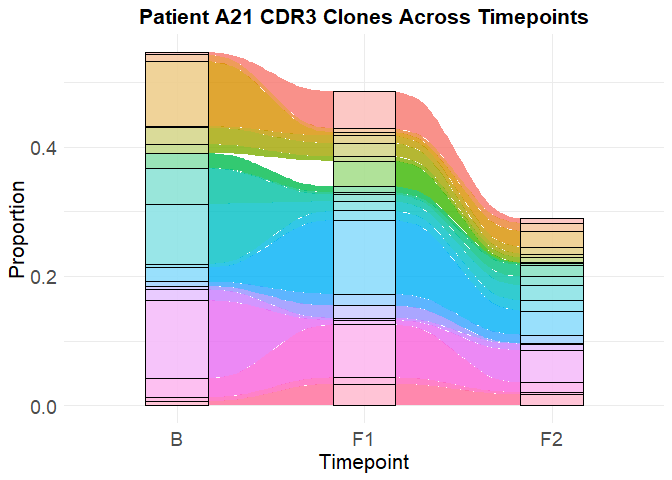 Patient A21 CDR3 Clones Across Timepoints
Proportion
0.4
0.2
0.0
B F1 F2
Timepoint